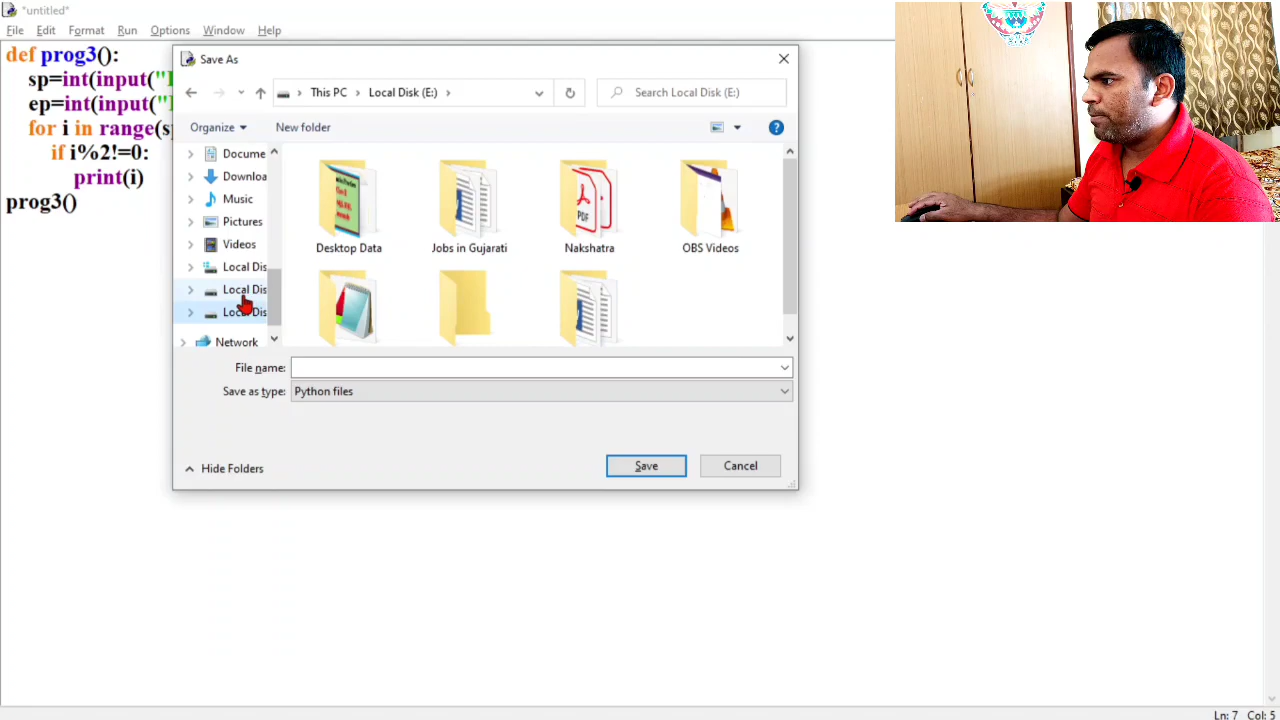 *untitled*
File Edit Format Run Options Window Help
def prog3():
sp=int(input("
ep=int(input("
for i in range(s
if i%2!=0:
print(i)
prog3()
Save As
This PC > Local Disk (E:) >
Search Local Disk (E:)
Organize
New folder
Docume
Downloa
Music
Pictures
Videos
Local Dis
Local Dis
Local Dis
Network
Desktop Data
Jobs in Gujarati
Nakshatra
OBS Videos
PDF
File name:
Save as type: Python files
Hide Folders
Save
Cancel
Ln: 7 Col: 5